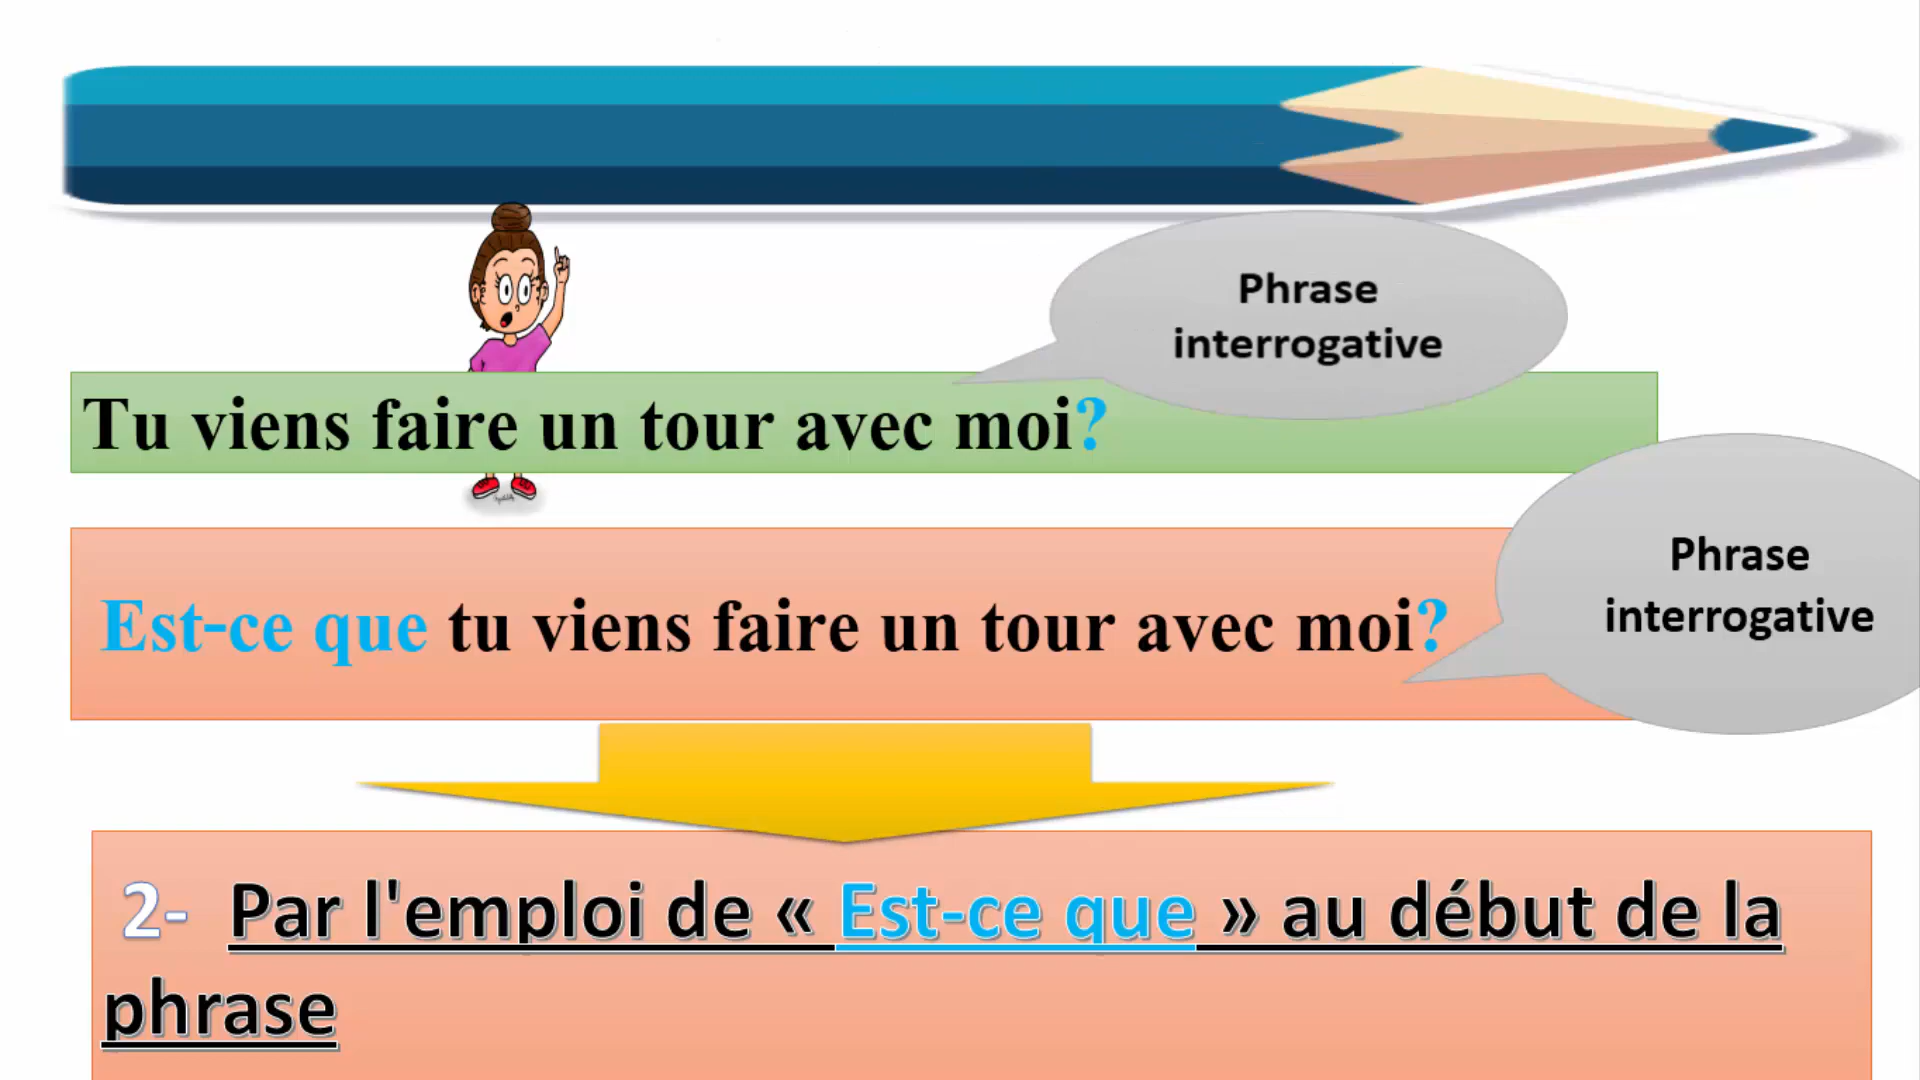 Phrase
interrogative
Tu viens faire un tour avec moi?
Phrase
interrogative
Est-ce que tu viens faire un tour avec moi?
2- Par l'emploi de « Est-ce que » au début de la
phrase